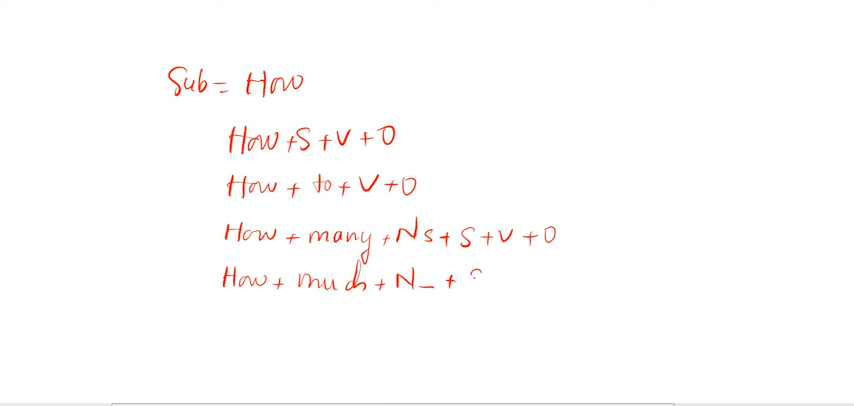 Sub = How
How + S + V + O
How + to + V + O
How + many + Ns + S + V + O
How + much + N_ +